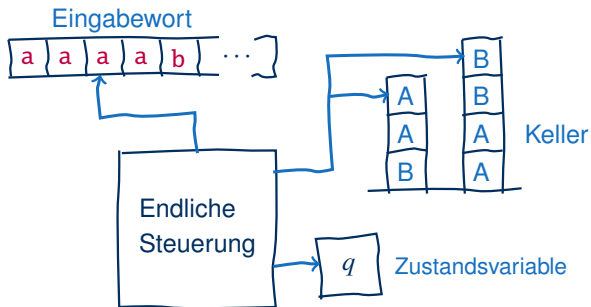 Eingabewort
a a a a b ···
B
A B
A A Keller
B A
Endliche
Steuerung
q Zustandsvariable